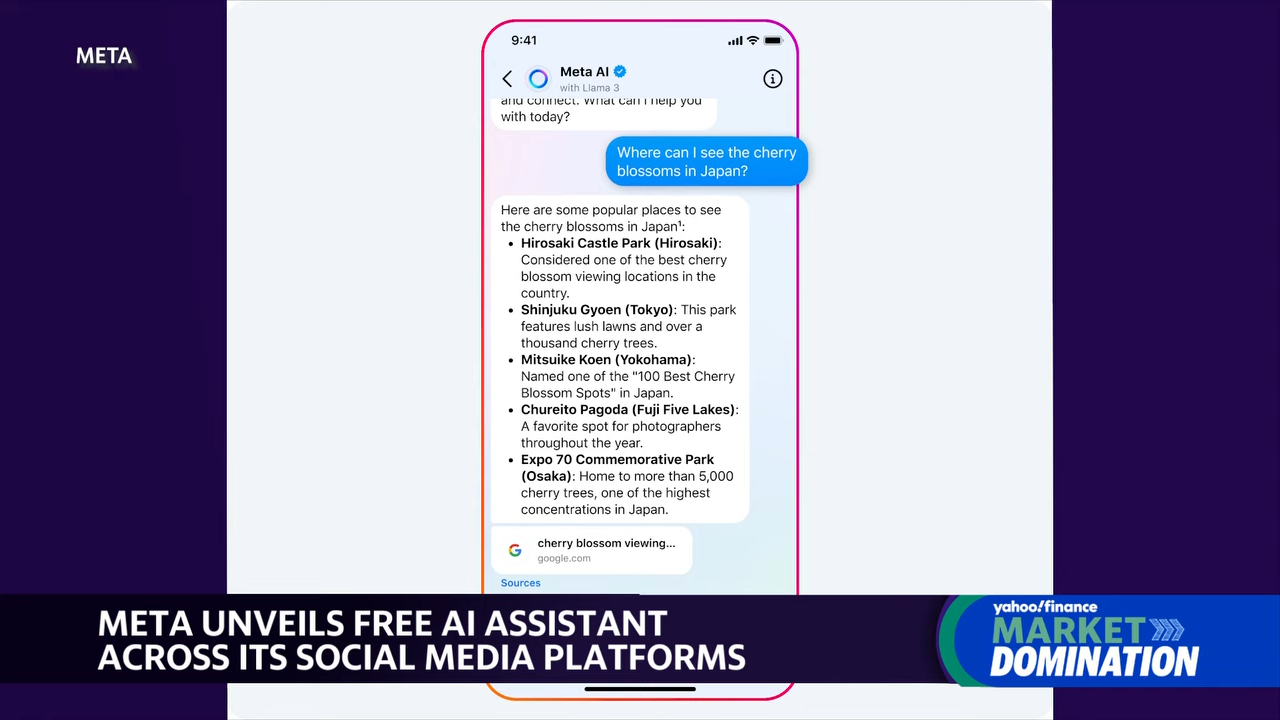 META
9:41
Meta AI
with Llama 3
and connect. What can I help you
with today?
Where can I see the cherry
blossoms in Japan?
Here are some popular places to see
the cherry blossoms in Japan¹:
• Hirosaki Castle Park (Hirosaki):
Considered one of the best cherry
blossom viewing locations in the
country.
• Shinjuku Gyoen (Tokyo): This park
features lush lawns and over a
thousand cherry trees.
• Mitsuike Koen (Yokohama):
Named one of the "100 Best Cherry
Blossom Spots" in Japan.
• Chureito Pagoda (Fuji Five Lakes):
A favorite spot for photographers
throughout the year.
• Expo 70 Commemorative Park
(Osaka): Home to more than 5,000
cherry trees, one of the highest
concentrations in Japan.
cherry blossom viewing...
google.com
Sources
META UNVEILS FREE AI ASSISTANT
ACROSS ITS SOCIAL MEDIA PLATFORMS
yahoo!finance
MARKET
DOMINATION